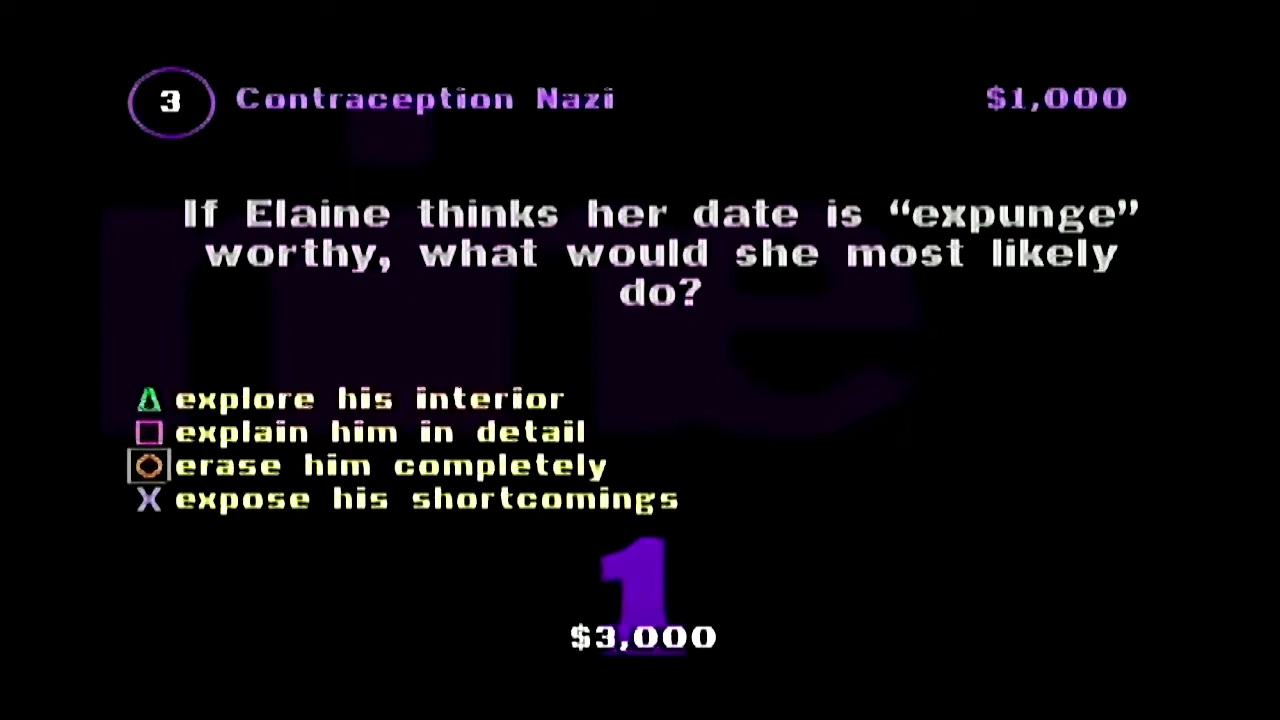 3 Contraception Nazi $1,000
If Elaine thinks her date is “expunge”
worthy, what would she most likely
do?
explore his interior
explain him in detail
erase him completely
X expose his shortcomings
1
$3,000